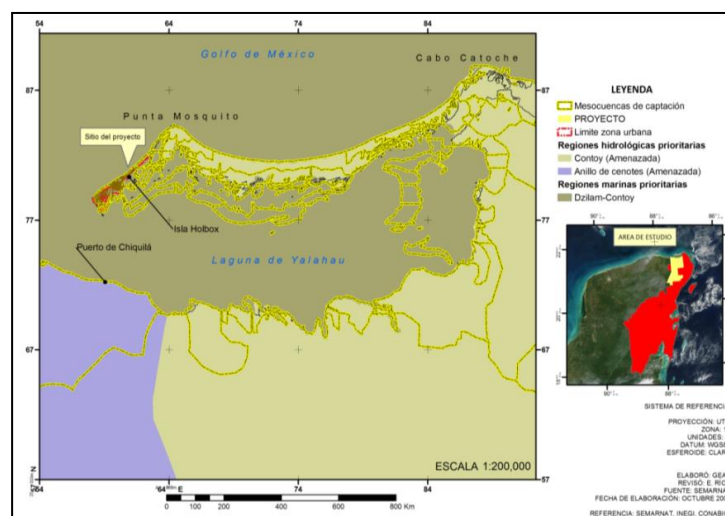 54
64
74
84
Golfo de México
Cabo Catoche
87
87
Punta Mosquito
Sitio del proyecto
Isla Holbox
77
77
Puerto de Chiquilá
Laguna de Yalahau
67
67
ESCALA 1:200,000
57
64
74
84
0 100 200 400 600 800 Km
LEYENDA
Mesocuencas de captación
PROYECTO
Limite zona urbana
Regiones hidrológicas prioritarias
Contoy (Amenazada)
Anillo de cenotes (Amenazada)
Regiones marinas prioritarias
Dzilam-Contoy
AREA DE ESTUDIO
SISTEMA DE REFERENCIA
PROYECCIÓN: UT
ZONA:
UNIDADES:
DATUM: WGS
ESFEROIDE: CLAR
ELABORÓ: GEA
REVISÓ: E. RIC
FUENTE: SEMARNA
FECHA DE ELABORACIÓN: OCTUBRE 20
REFERENCIA: SEMARNAT, INEGI, CONABIO